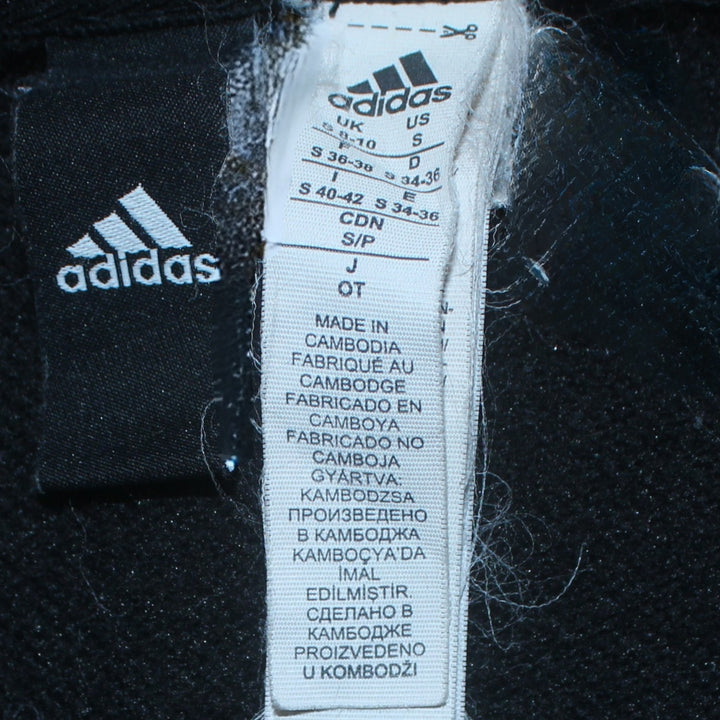 adidas
adidas
UK US
S 8-10 S
F D
S 36-38 S 34-36
I E
S 40-42 S 34-36
CDN
S/P
J
OT
MADE IN
CAMBODIA
FABRIQUÉ AU
CAMBODGE
FABRICADO EN
CAMBOYA
FABRICADO NO
CAMBOJA
GYÁRTVA:
KAMBODZSA
ПРОИЗВЕДЕНО
В КАМБОДЖА
KAMBOÇYA'DA
İMAL
EDİLMİŞTİR.
СДЕЛАНО В
КАМБОДЖЕ
PROIZVEDENO
U KOMBODŽI